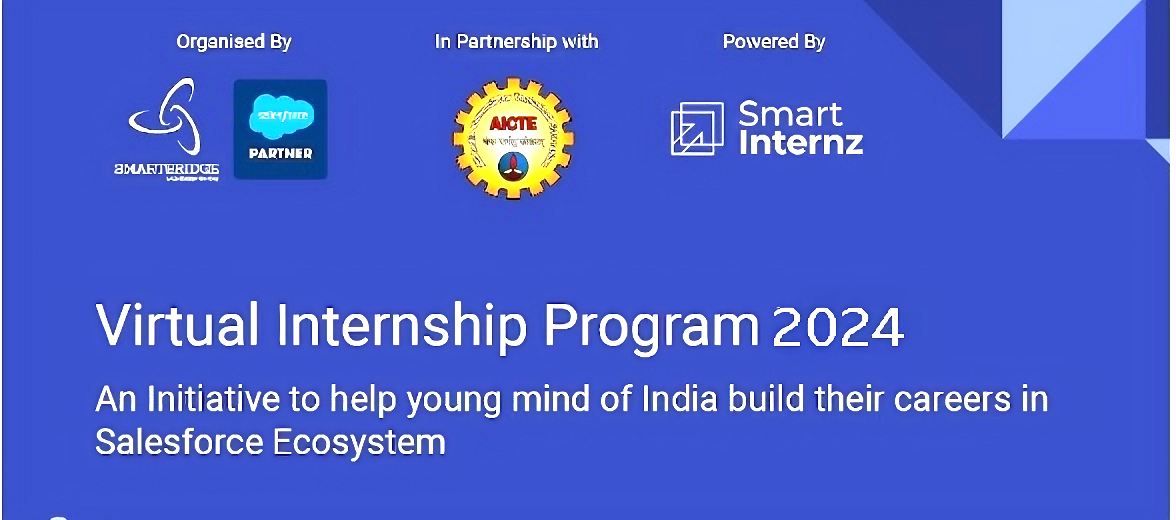 Organised By
In Partnership with
Powered By
SMARTBRIDGE
salesforce
PARTNER
AICTE
Smart
Internz
Virtual Internship Program 2024
An Initiative to help young mind of India build their careers in
Salesforce Ecosystem